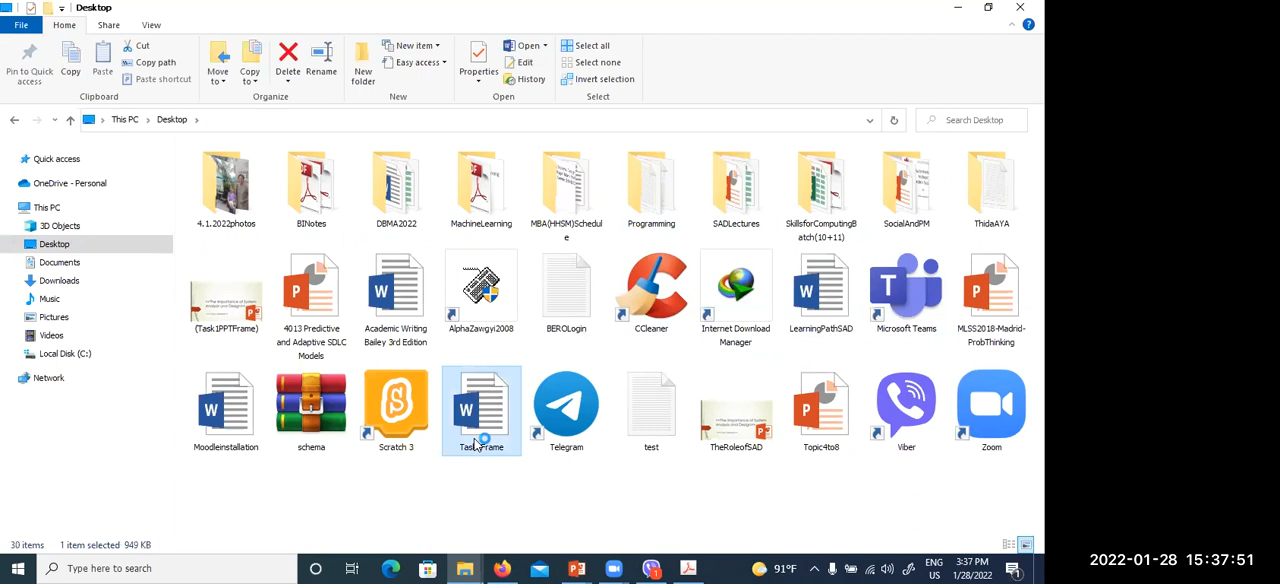 Desktop
File
Home
Share
View
Pin to Quick access
Copy
Paste
Cut
Copy path
Paste shortcut
Clipboard
Move to
Copy to
Delete
Rename
Organize
New folder
New item
Easy access
New
Properties
Open
Edit
History
Open
Select all
Select none
Invert selection
Select
This PC
Desktop
Search Desktop
Quick access
OneDrive - Personal
This PC
3D Objects
Desktop
Documents
Downloads
Music
Pictures
Videos
Local Disk (C:)
Network
4.1.2022photos
BINotes
DBMA2022
MachineLearning
MBA(HHSM)Schedul
e
Programming
SADLectures
SkillsforComputingB
atch(10+11)
SocialAndPM
ThidaAYA
(Task1PPTFrame)
4013 Predictive
and Adaptive SDLC
Models
Academic Writing
Bailey 3rd Edition
AlphaZawgyi2008
BEROLogin
CCleaner
Internet Download
Manager
LearningPathSAD
Microsoft Teams
MLSS2018-Madrid-
ProbThinking
Moodleinstallation
schema
Scratch 3
Telegram
test
TheRoleofSAD
Topic4to8
Viber
Zoom
30 items
1 item selected 949 KB
Type here to search
91°F
ENG
US
3:37 PM
1/28/2022
2022-01-28 15:37:51